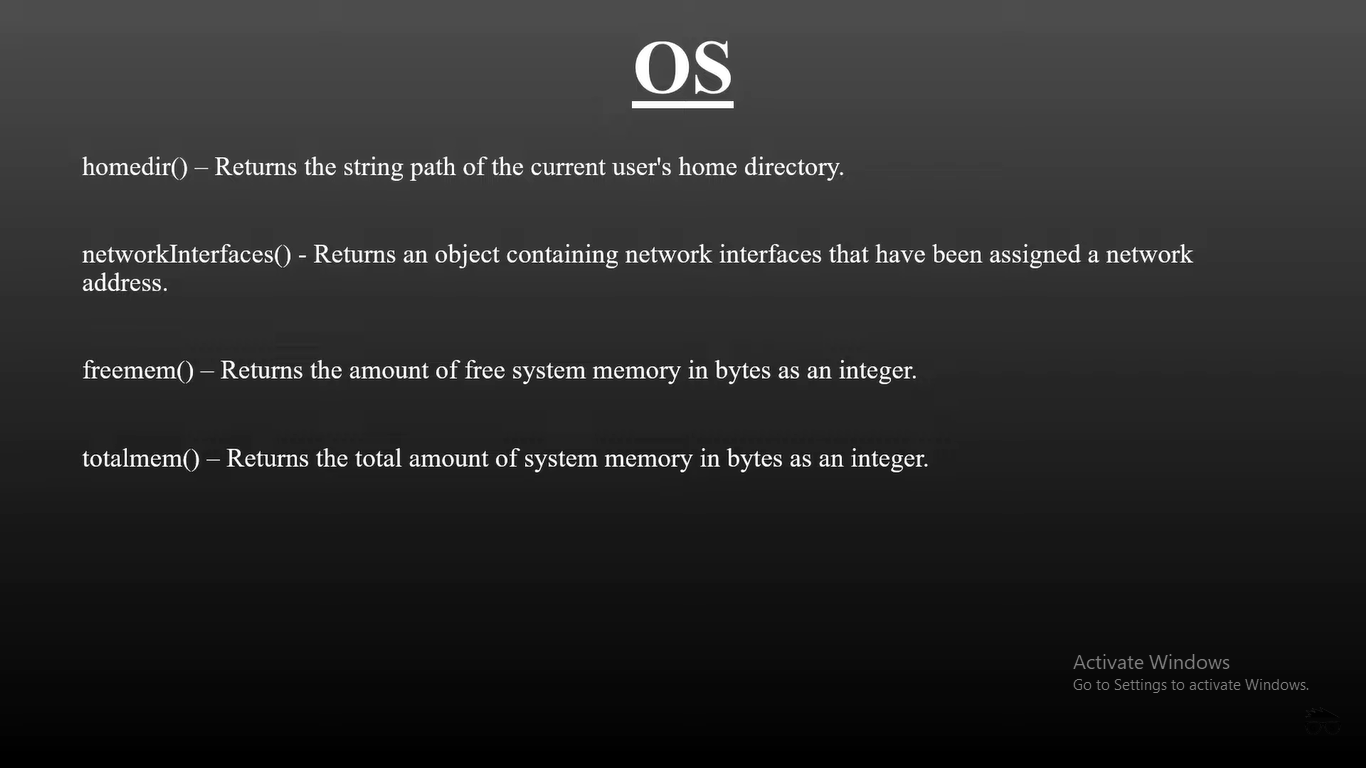 OS
homedir() – Returns the string path of the current user's home directory.
networkInterfaces() - Returns an object containing network interfaces that have been assigned a network
address.
freemem() – Returns the amount of free system memory in bytes as an integer.
totalmem() – Returns the total amount of system memory in bytes as an integer.
Activate Windows
Go to Settings to activate Windows.